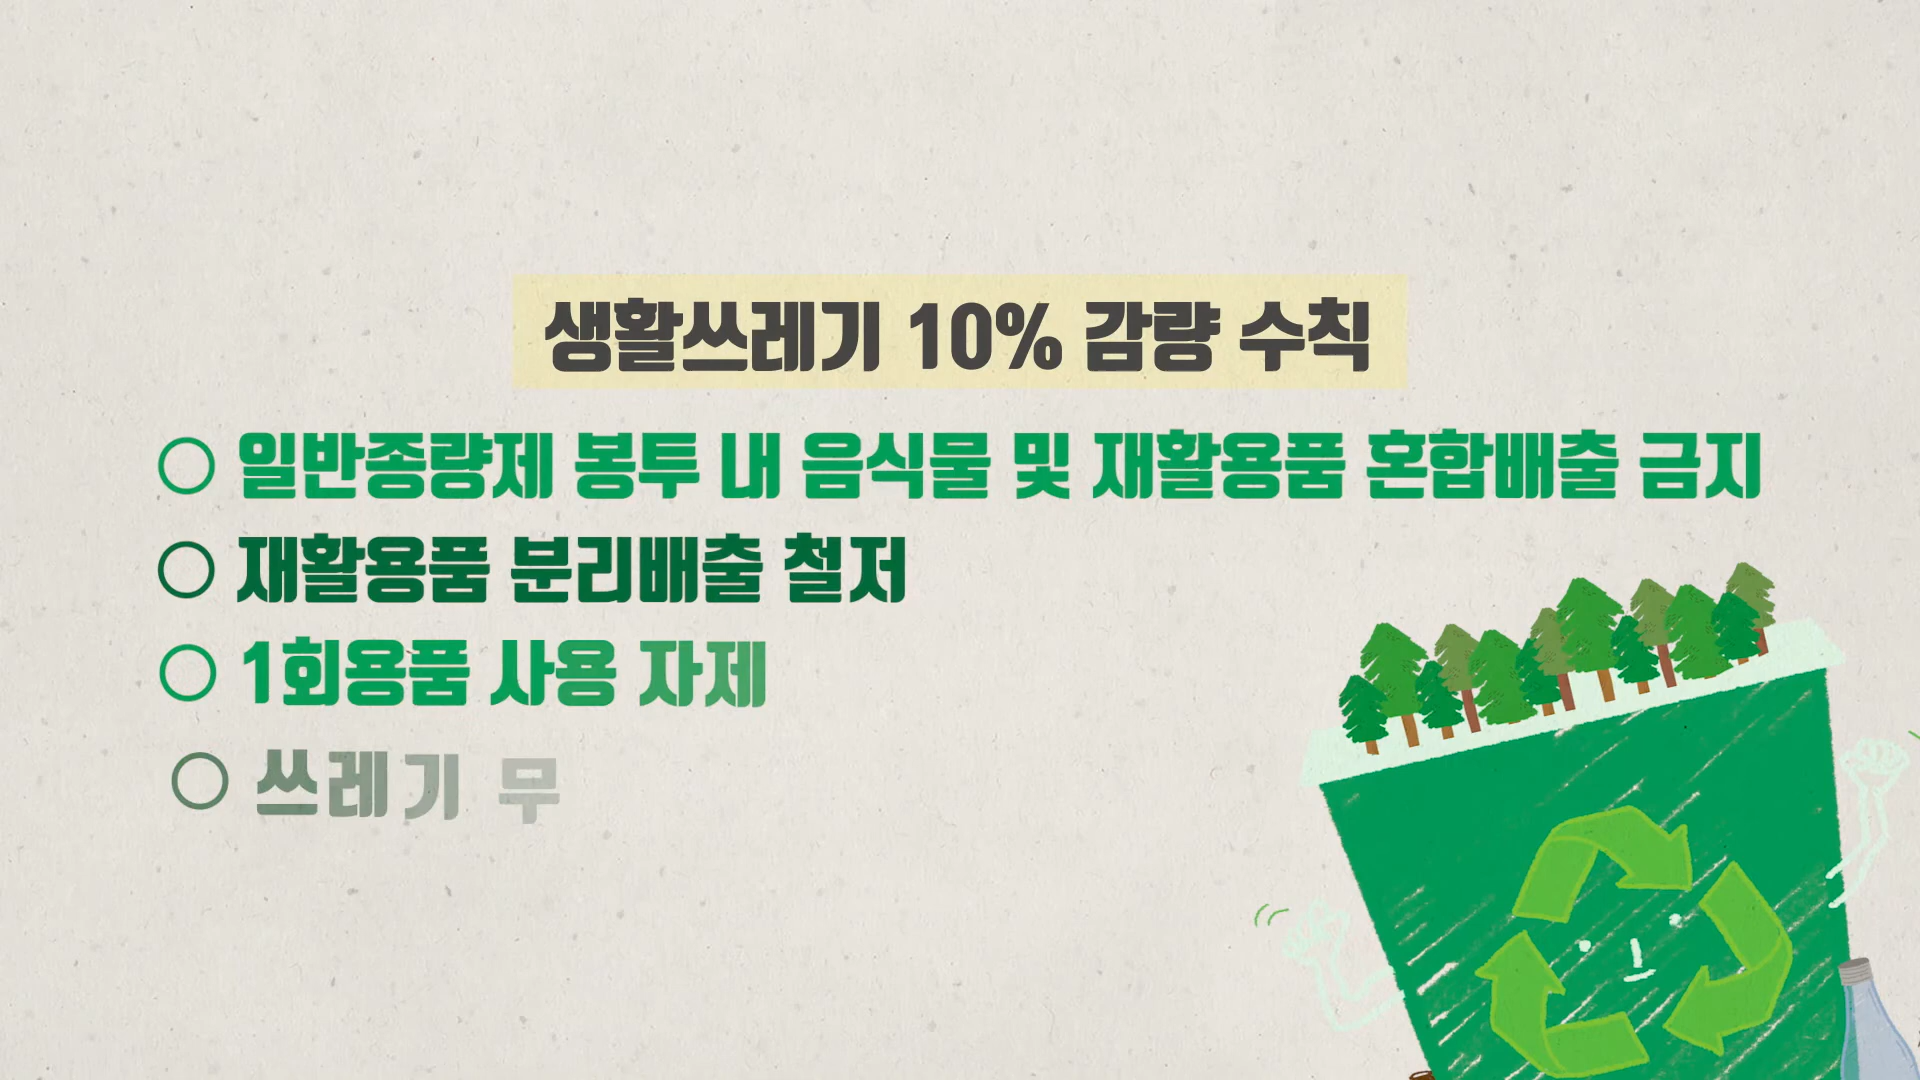 생활쓰레기 10% 감량 수칙
○ 일반종량제 봉투 내 음식물 및 재활용품 혼합배출 금지
○ 재활용품 분리배출 철저
○ 1회용품 사용 자제
○ 쓰레기 무